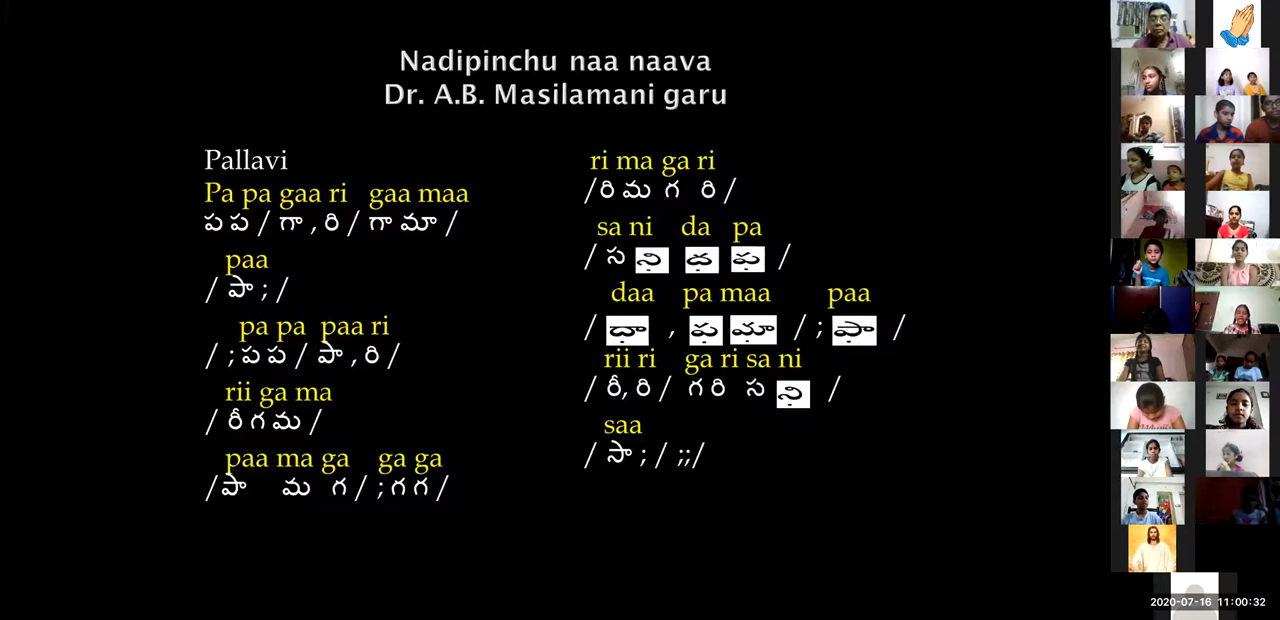 Nadipinchu naa naava
Dr. A.B. Masilamani garu
Pallavi
Pa pa gaa ri gaa maa
ప ప / గా , రి / గా మా /
paa
/ పా ; /
pa pa paa ri
/ ; ప ప / పా , రి /
rii ga ma
/ రీ గ మ /
paa ma ga ga ga
/ పా మ గ / ; గ గ /
ri ma ga ri
/ రి మ గ రి /
sa ni da pa
/ స ని ద ప /
daa pa maa paa
/ దా , ప మా / ; పా /
rii ri ga ri sa ni
/ రీ, రి / గ రి స ని /
saa
/ సా ; / ;;/
2020-07-16 11:00:32